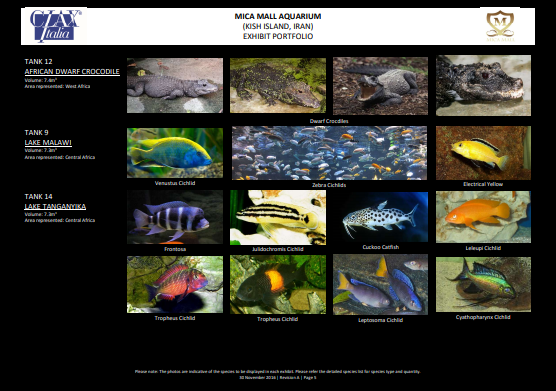 CLAX
Italia
MICA MALL AQUARIUM
(KISH ISLAND, IRAN)
EXHIBIT PORTFOLIO
TANK 12
AFRICAN DWARF CROCODILE
Volume: 7.4m³
Area represented: West Africa
Dwarf Crocdiles
TANK 9
LAKE MALAWI
Volume: 7.3m³
Area represented: Central Africa
Venustus Cichlid
Zebra Cichlids
Electrical Yellow
TANK 14
LAKE TANGANYIKA
Volume: 7.3m³
Area represented: Central Africa
Frontosa
Julidochromis Cichlid
Cuckoo Catfish
Leleupi Cichlid
Tropheus Cichlid
Tropheus Cichlid
Leptosoma Cichlid
Cyathopharynx Cichlid
Please note: The photos are indicative of the species to be displayed in each exhibit. Please refer the detailed species list for species type and quantity.
30 November 2016 | Revision A | Page 5